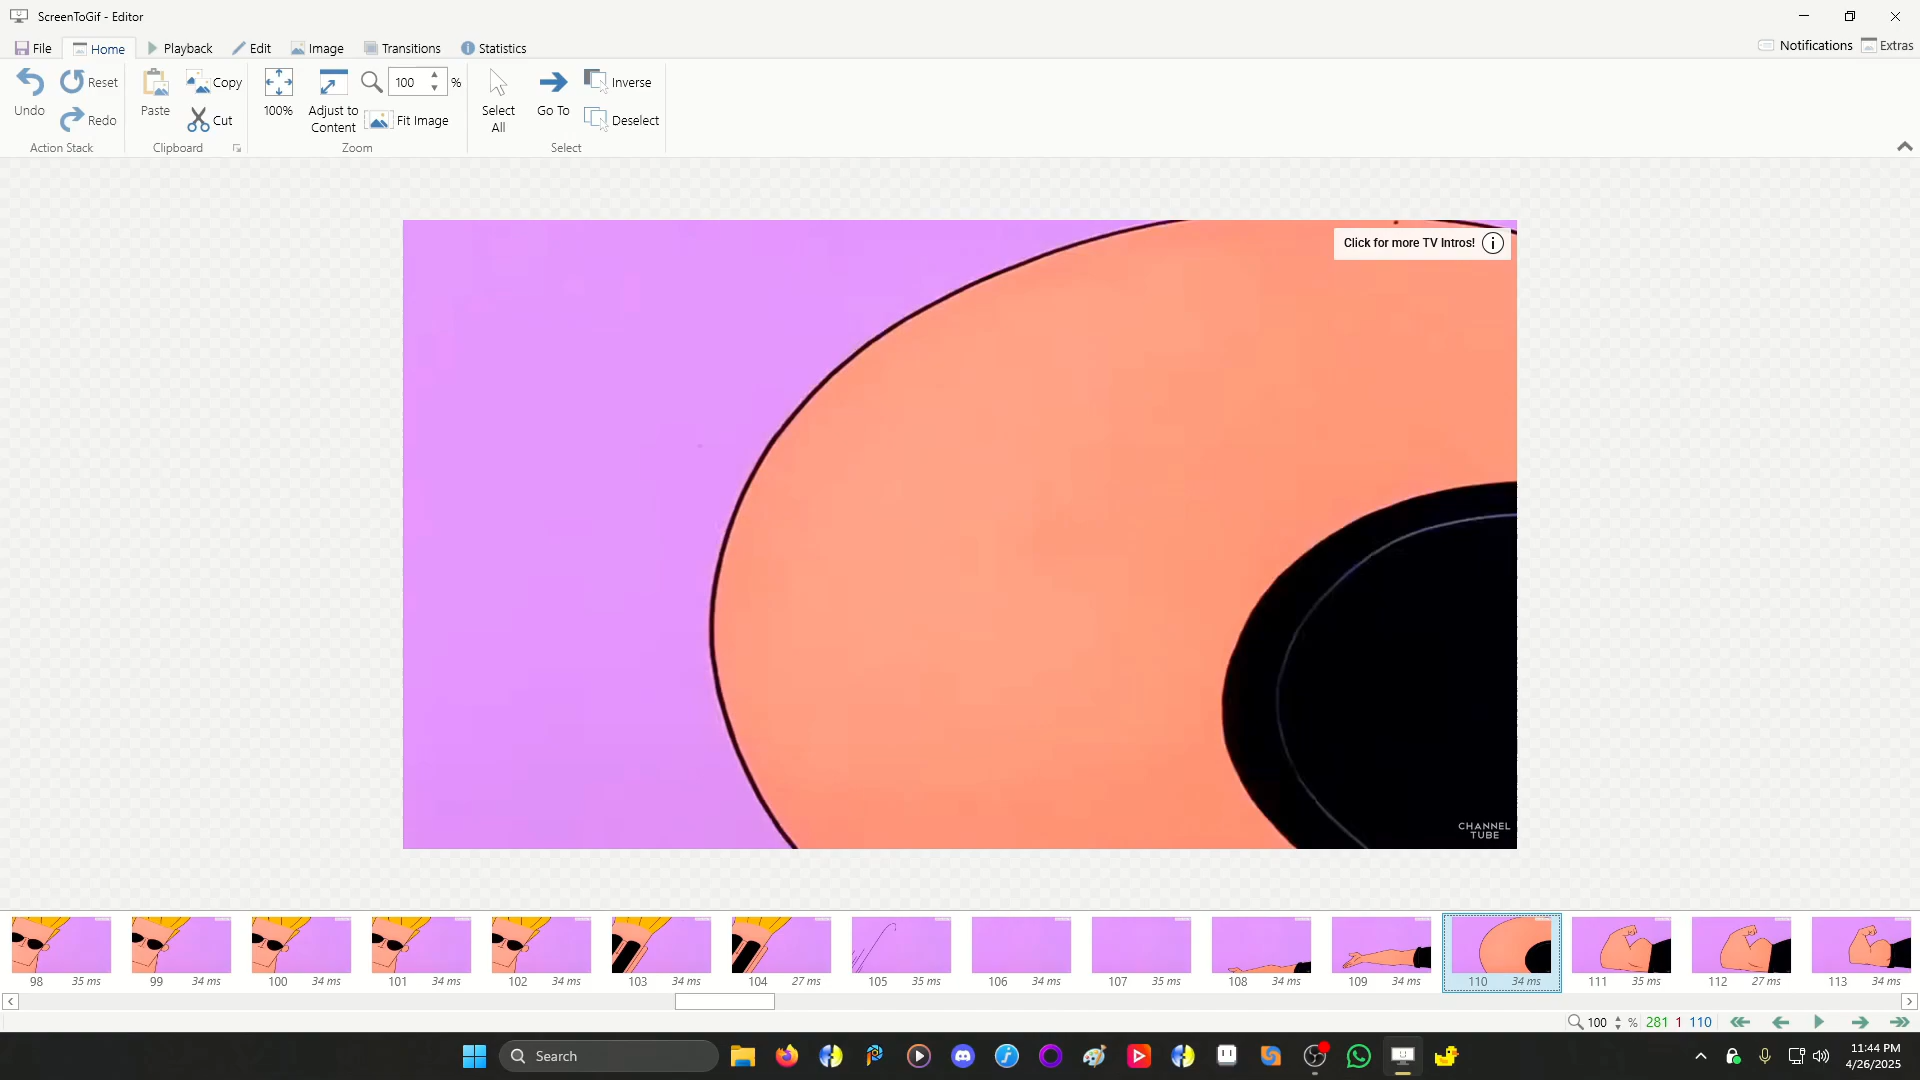 ScreenToGif - Editor
File Home Playback Edit Image Transitions Statistics
Notifications Extras
Undo Reset Redo
Action Stack
Paste Copy Cut
Clipboard
100% Adjust to Content 100 % Fit Image
Zoom
Select All Go To Inverse Deselect
Select
Click for more TV Intros! i
CHANNEL
TUBE
98 35 ms 99 34 ms 100 34 ms 101 34 ms 102 34 ms 103 34 ms 104 27 ms 105 35 ms 106 34 ms 107 35 ms 108 34 ms 109 34 ms 110 34 ms 111 35 ms 112 27 ms 113 34 ms
100 % 281 1 110
Search
11:44 PM
4/26/2025